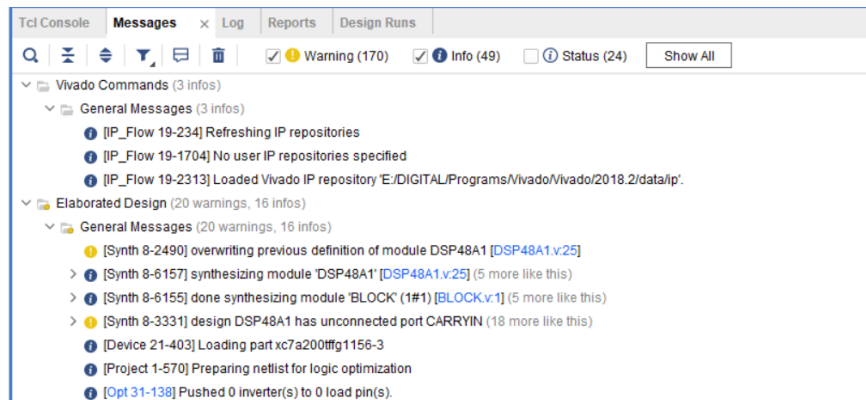 Tcl Console Messages × Log Reports Design Runs
Warning (170) Info (49) Status (24) Show All
Vivado Commands (3 infos)
General Messages (3 infos)
[IP_Flow 19-234] Refreshing IP repositories
[IP_Flow 19-1704] No user IP repositories specified
[IP_Flow 19-2313] Loaded Vivado IP repository 'E:/DIGITAL/Programs/Vivado/Vivado/2018.2/data/ip'.
Elaborated Design (20 warnings, 16 infos)
General Messages (20 warnings, 16 infos)
[Synth 8-2490] overwriting previous definition of module DSP48A1 [DSP48A1.v:25]
[Synth 8-6157] synthesizing module 'DSP48A1' [DSP48A1.v:25] (5 more like this)
[Synth 8-6155] done synthesizing module 'BLOCK' (1#1) [BLOCK.v:1] (5 more like this)
[Synth 8-3331] design DSP48A1 has unconnected port CARRYIN (18 more like this)
[Device 21-403] Loading part xc7a200tffg1156-3
[Project 1-570] Preparing netlist for logic optimization
[Opt 31-138] Pushed 0 inverter(s) to 0 load pin(s).